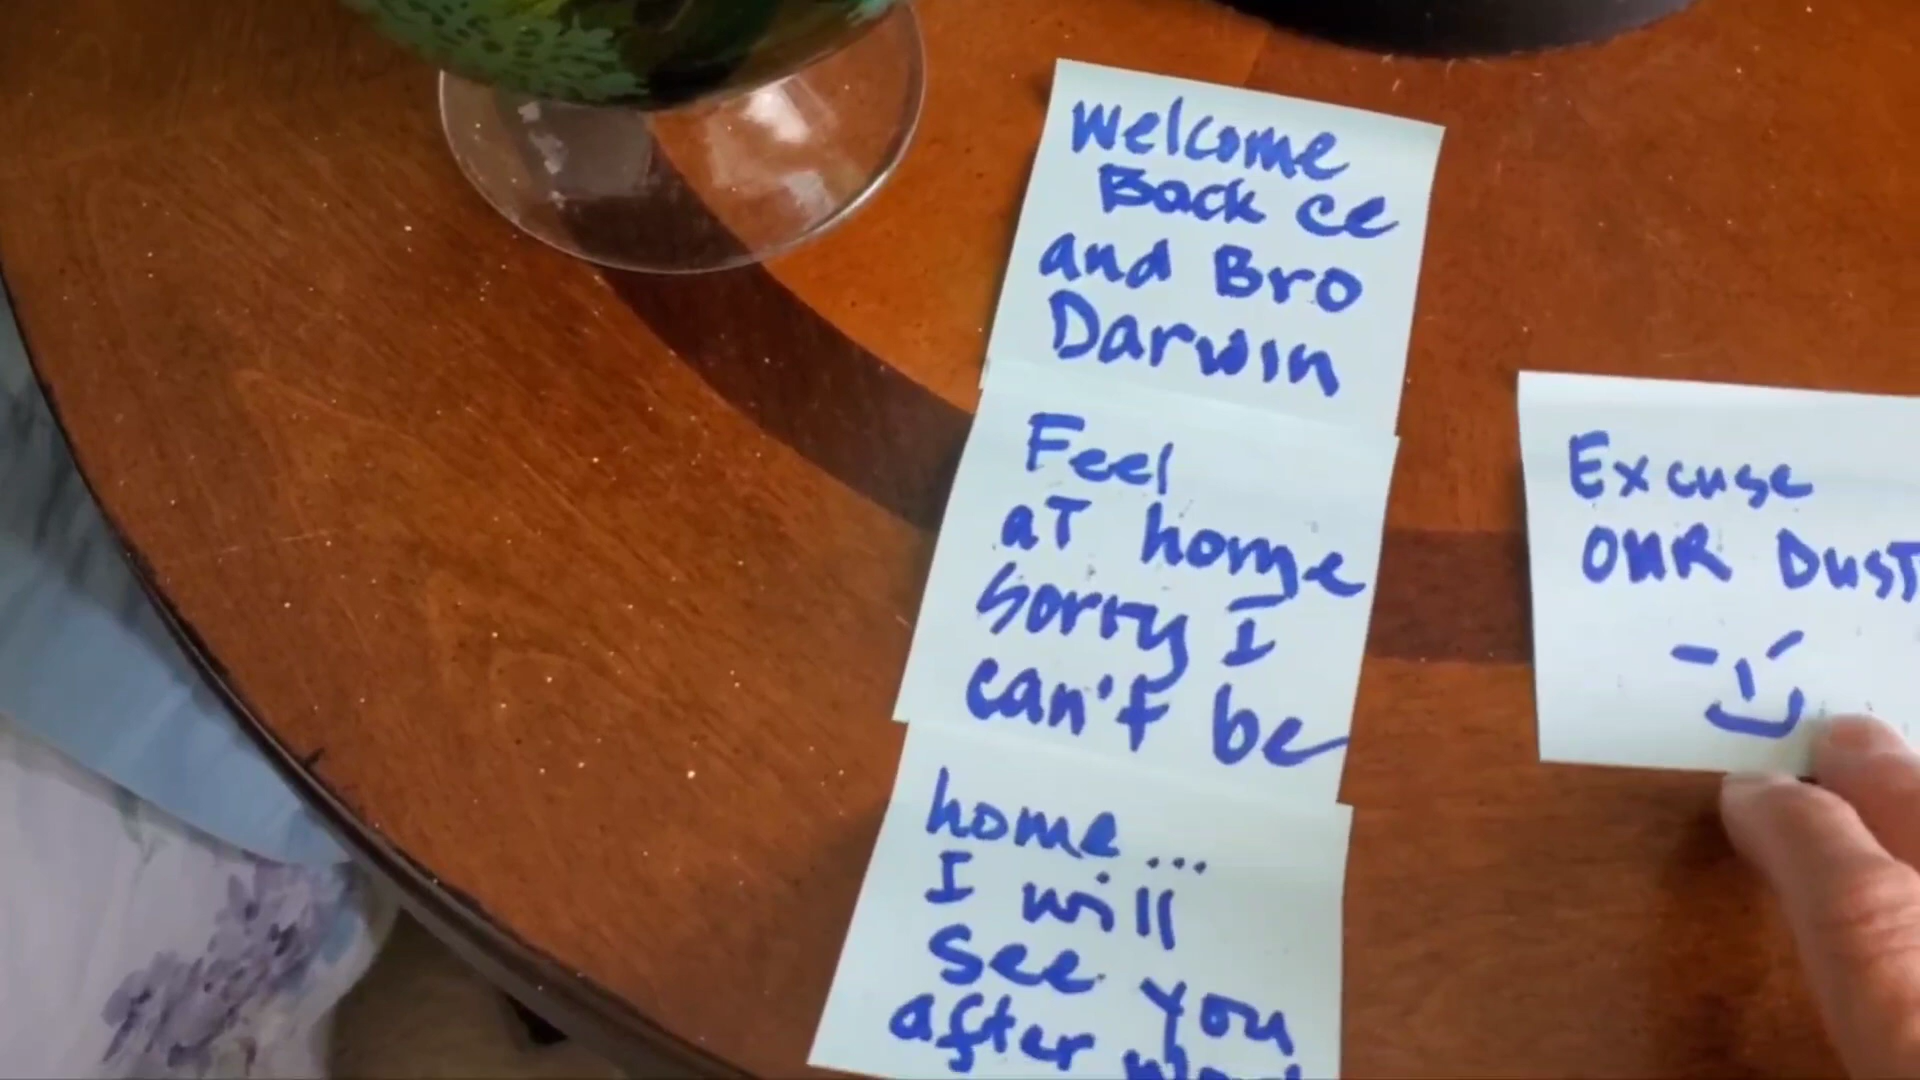 Welcome
Back CC
and Bro
Darwin
Feel
aT home
Sorry I
can't be
home...
I will
See you
after
Excuse
OUR DUST